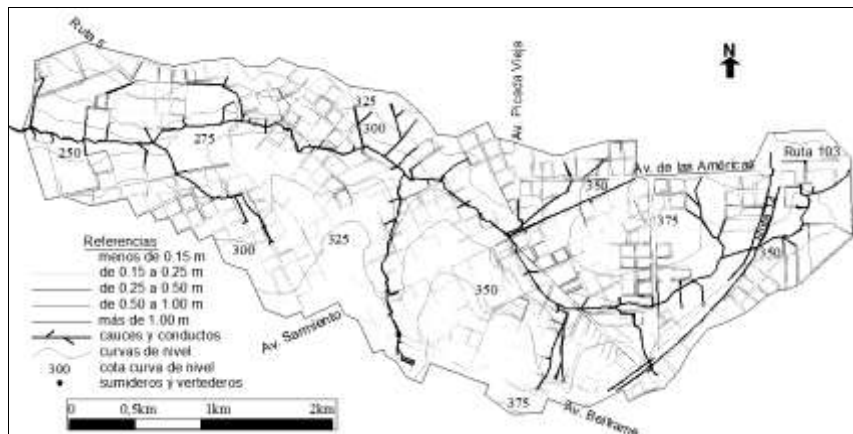 Ruta 5
Av. Picada Vieja
N
325
300
Ruta 103
275
250
Av. de las Américas
350
375
300
325
350
350
Referencias
menos de 0.15 m
de 0.15 a 0.25 m
de 0.25 a 0.50 m
de 0.50 a 1.00 m
más de 1.00 m
cauces y conductos
curvas de nivel
300 cota curva de nivel
sumideros y vertederos
Av. Sarmiento
375
Av. Beltrame
0 0,5km 1km 2km